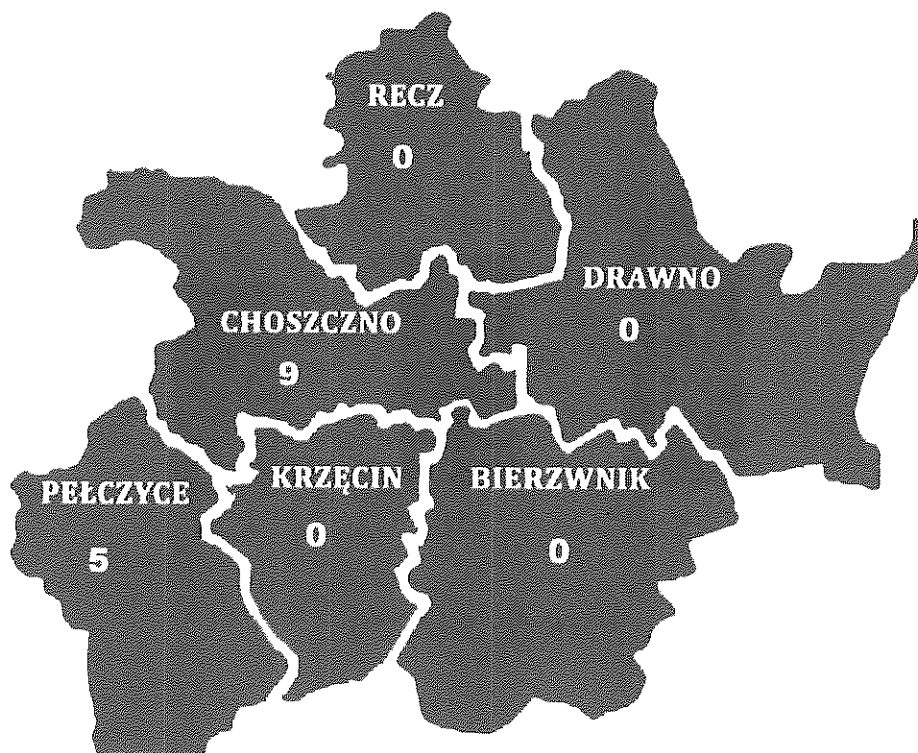 RECZ
0
DRAWNO
0
CHOSZCZNO
9
PEŁCZYCE
5
KRZĘCIN
0
BIERZWNIK
0